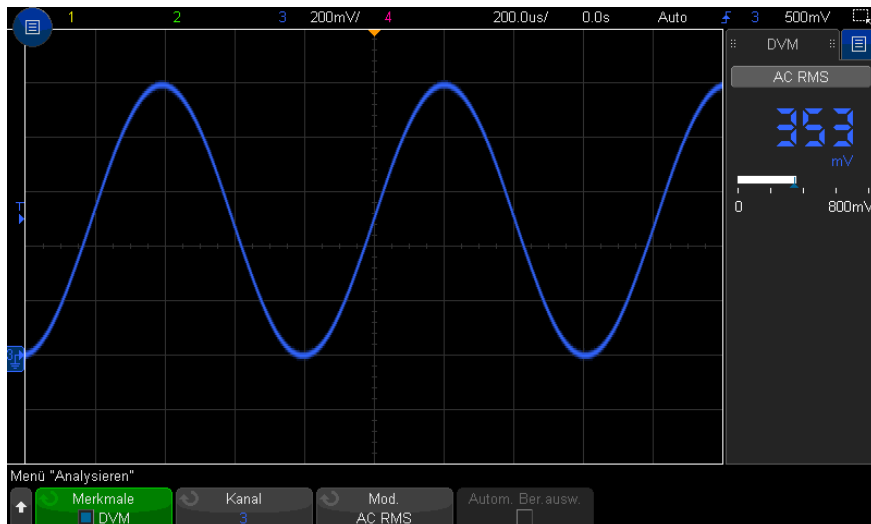 1 2 3 200mV/ 4 200.0us/ 0.0s Auto 3 500mV
DVM
AC RMS
353
mV
0 800mV
T
3
Menü "Analysieren"
Merkmale Kanal Mod. Autom. Ber.ausw.
DVM 3 AC RMS